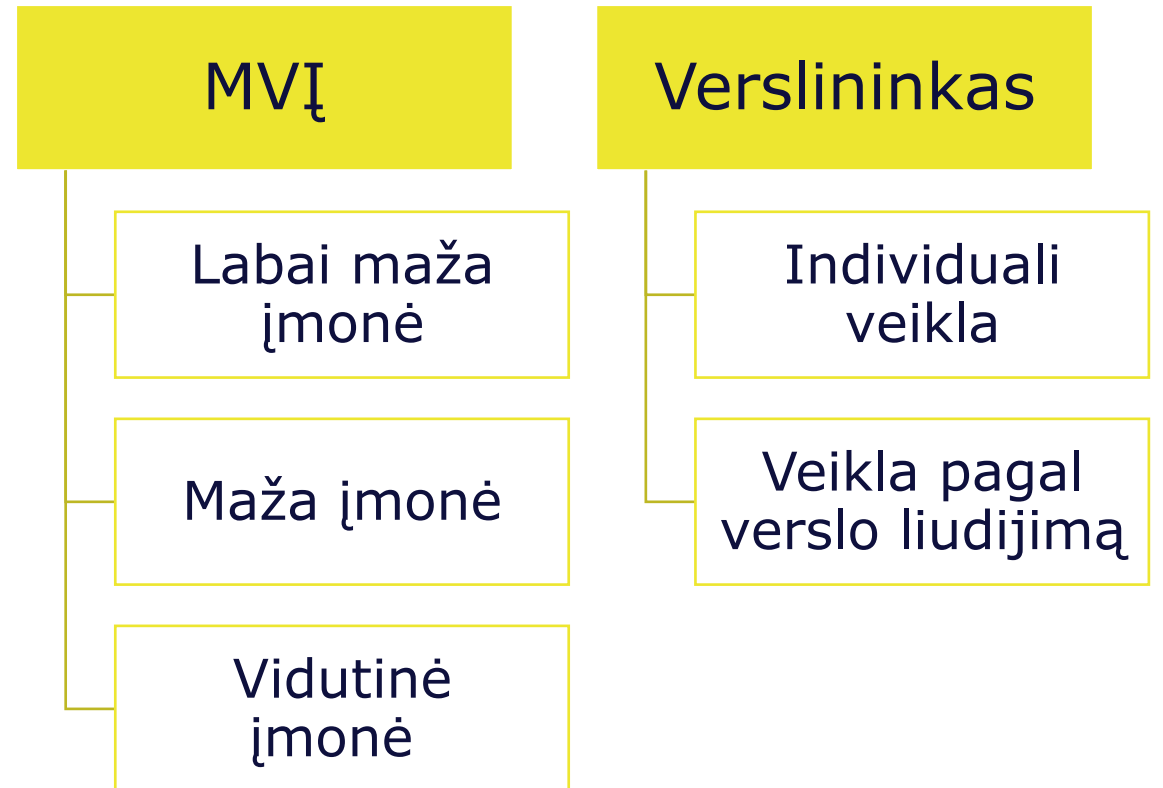 MVĮ
Labai maža
įmonė
Maža įmonė
Vidutinė
įmonė
Verslininkas
Individuali
veikla
Veikla pagal
verslo liudijimą